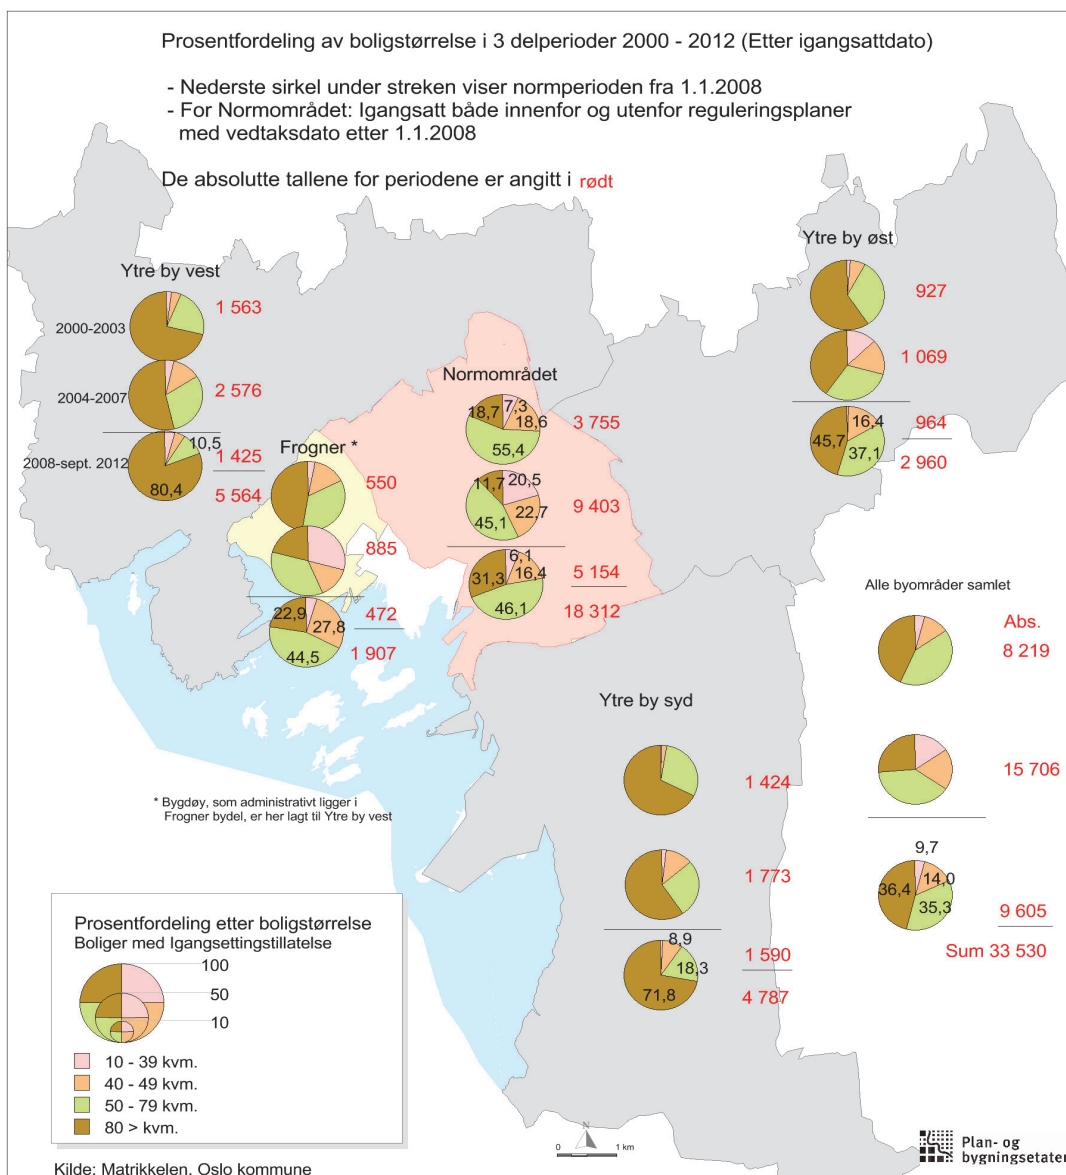 Prosentfordeling av boligstørrelse i 3 delperioder 2000 - 2012 (Etter igangsattdato)
- Nederste sirkel under streken viser normperioden fra 1.1.2008
- For Normområdet: Igangsatt både innenfor og utenfor reguleringsplaner
med vedtaksdato etter 1.1.2008
De absolutte tallene for periodene er angitt i rødt
Ytre by vest
2000-2003
1 563
2004-2007
2 576
2008-sept. 2012
10,5
80,4
1 425
5 564
Frogner *
550
885
22,9
27,8
44,5
472
1 907
Normområdet
18,7
7,3
18,6
55,4
3 755
11,7
20,5
22,7
45,1
9 403
6,1
16,4
31,3
46,1
5 154
18 312
Ytre by øst
927
1 069
16,4
45,7
37,1
964
2 960
Alle byområder samlet
Abs.
8 219
15 706
9,7
14,0
36,4
35,3
9 605
Sum 33 530
Ytre by syd
1 424
1 773
8,9
18,3
71,8
1 590
4 787
* Bygdøy, som administrativt ligger i
Frogner bydel, er her lagt til Ytre by vest
Prosentfordeling etter boligstørrelse
Boliger med Igangsettingstillatelse
100
50
10
10 - 39 kvm.
40 - 49 kvm.
50 - 79 kvm.
80 > kvm.
N
0 1 km
Plan- og
bygningsetaten
Kilde: Matrikkelen, Oslo kommune